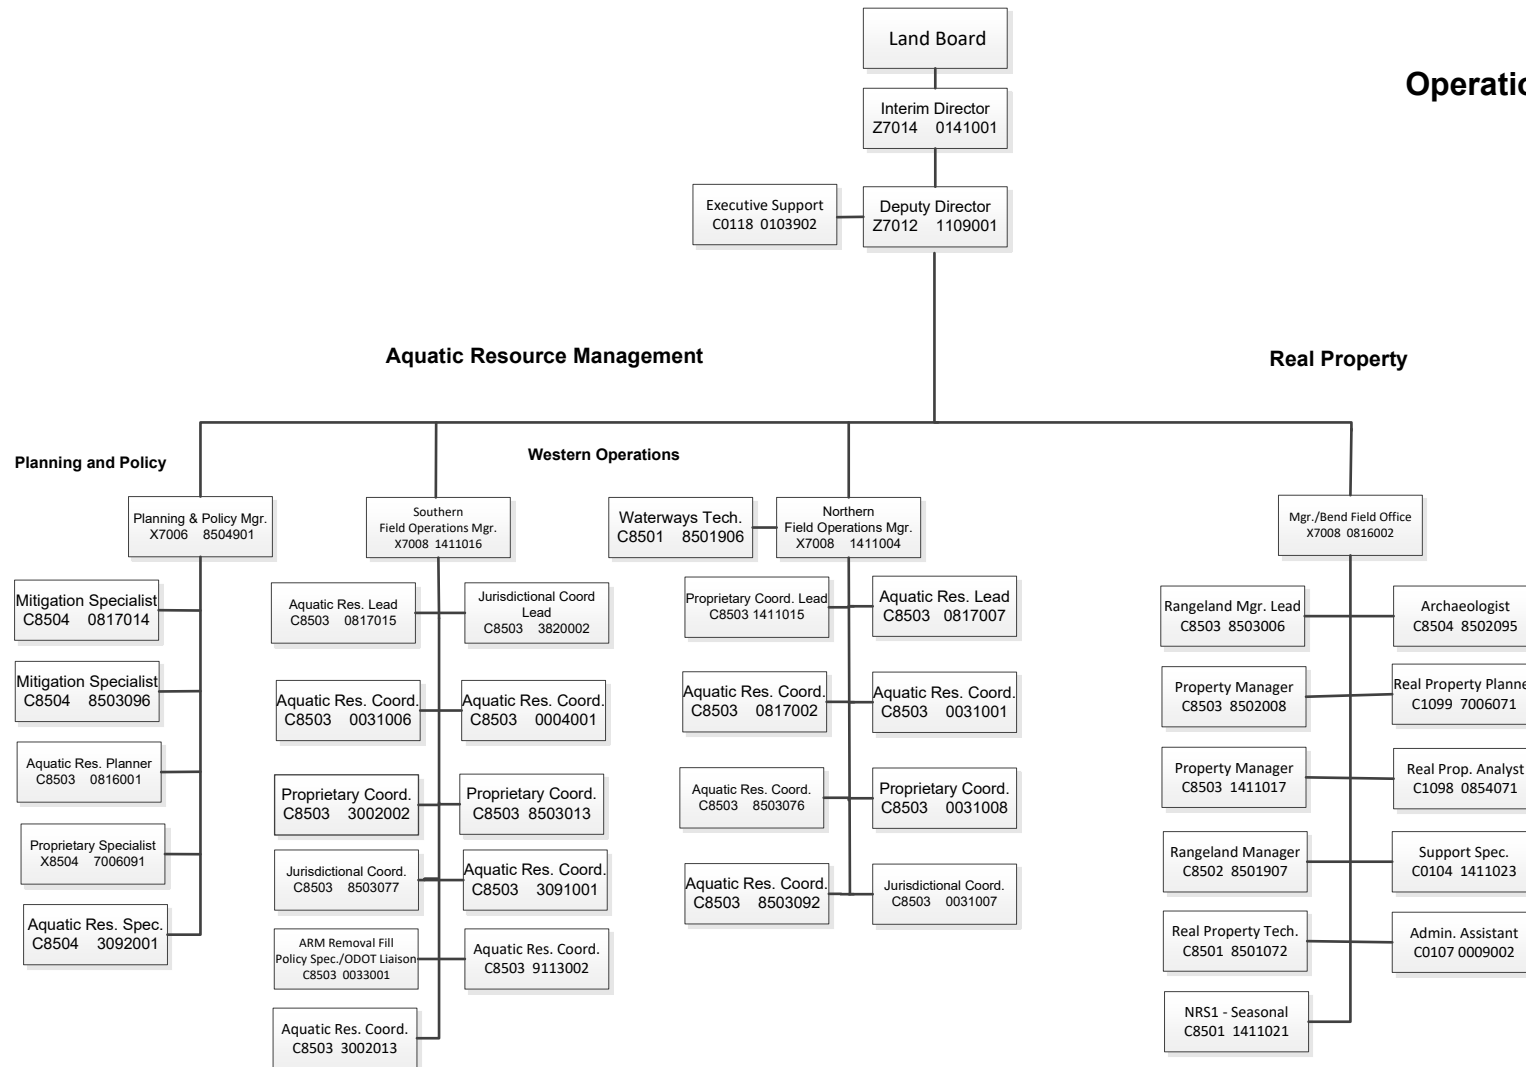 Land Board
Operatio
Interim Director
Z7014 0141001
Executive Support
C0118 0103902
Deputy Director
Z7012 1109001
Aquatic Resource Management
Real Property
Planning and Policy
Western Operations
Planning & Policy Mgr.
X7006 8504901
Southern
Field Operations Mgr.
X7008 1411016
Waterways Tech.
C8501 8501906
Northern
Field Operations Mgr.
X7008 1411004
Mgr./Bend Field Office
X7008 0816002
Mitigation Specialist
C8504 0817014
Mitigation Specialist
C8504 8503096
Aquatic Res. Planner
C8503 0816001
Proprietary Specialist
X8504 7006091
Aquatic Res. Spec.
C8504 3092001
Aquatic Res. Lead
C8503 0817015
Jurisdictional Coord
Lead
C8503 3820002
Aquatic Res. Coord.
C8503 0031006
Aquatic Res. Coord.
C8503 0004001
Proprietary Coord.
C8503 3002002
Proprietary Coord.
C8503 8503013
Jurisdictional Coord.
C8503 8503077
Aquatic Res. Coord.
C8503 3091001
ARM Removal Fill
Policy Spec./ODOT Liaison
C8503 0033001
Aquatic Res. Coord.
C8503 9113002
Aquatic Res. Coord.
C8503 3002013
Proprietary Coord. Lead
C8503 1411015
Aquatic Res. Lead
C8503 0817007
Aquatic Res. Coord.
C8503 0817002
Aquatic Res. Coord.
C8503 0031001
Aquatic Res. Coord.
C8503 8503076
Proprietary Coord.
C8503 0031008
Aquatic Res. Coord.
C8503 8503092
Jurisdictional Coord.
C8503 0031007
Rangeland Mgr. Lead
C8503 8503006
Archaeologist
C8504 8502095
Property Manager
C8503 8502008
Real Property Planne
C1099 7006071
Property Manager
C8503 1411017
Real Prop. Analyst
C1098 0854071
Rangeland Manager
C8502 8501907
Support Spec.
C0104 1411023
Real Property Tech.
C8501 8501072
Admin. Assistant
C0107 0009002
NRS1 - Seasonal
C8501 1411021